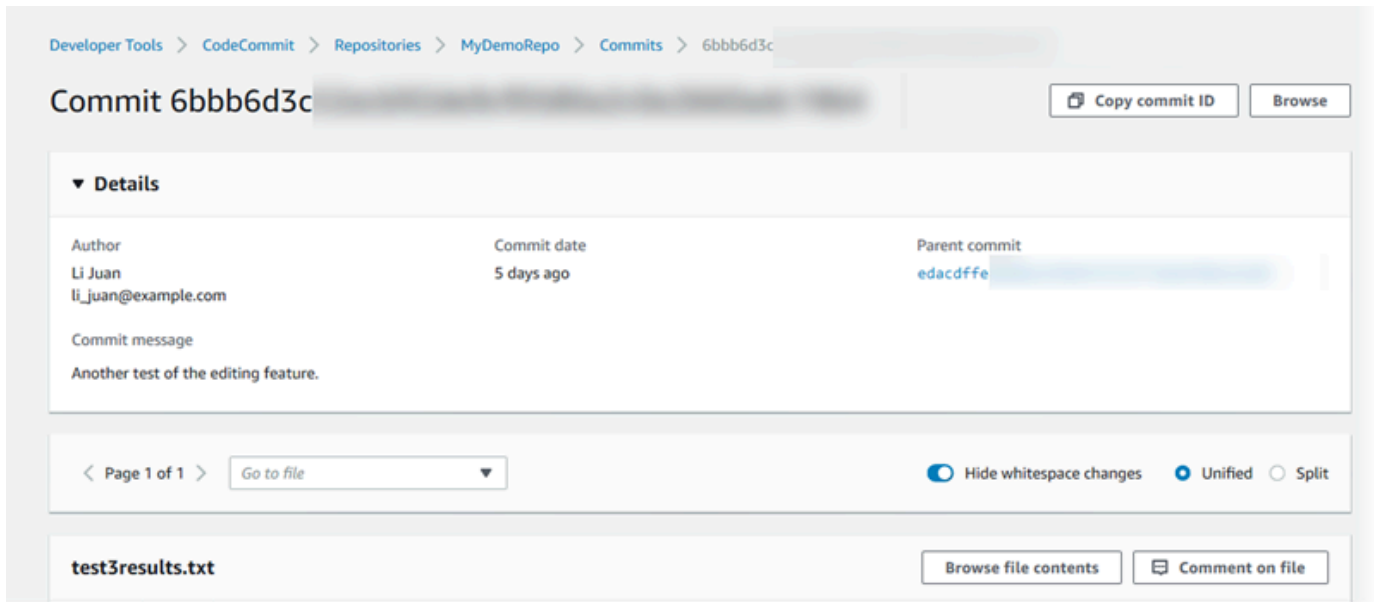 Developer Tools > CodeCommit > Repositories > MyDemoRepo > Commits > 6bbb6d3c
Commit 6bbb6d3c
Copy commit ID
Browse
Details
Author
Commit date
Parent commit
Li Juan
5 days ago
edacdffe
li_juan@example.com
Commit message
Another test of the editing feature.
Page 1 of 1
Go to file
Hide whitespace changes
Unified
Split
test3results.txt
Browse file contents
Comment on file